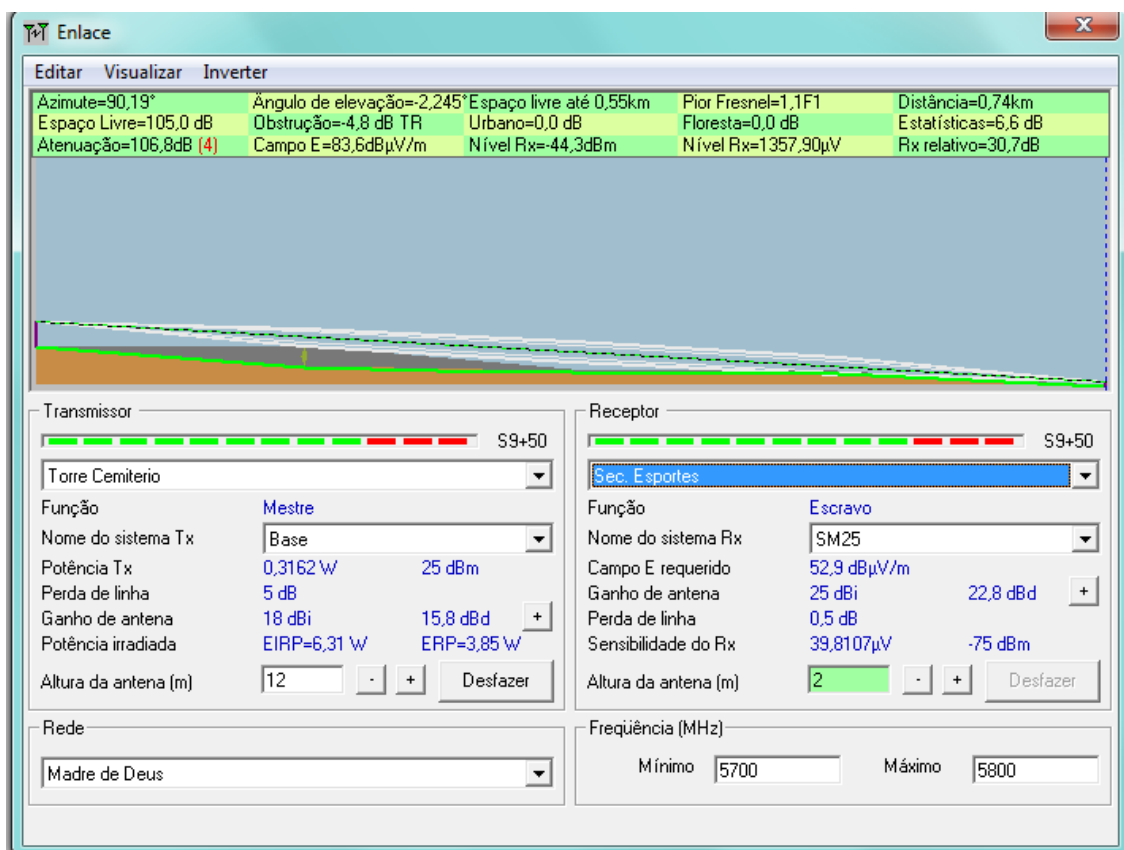 Enlace
Editar Visualizar Inverter
Azimute=90,19° Ângulo de elevação=-2,245° Espaço livre até 0,55km Pior Fresnel=1,1F1 Distância=0,74km
Espaço Livre=105,0 dB Obstrução=-4,8 dB TR Urbano=0,0 dB Floresta=0,0 dB Estatísticas=6,6 dB
Atenuação=106,8dB (4) Campo E=83,6dBµV/m Nível Rx=-44,3dBm Nível Rx=1357,90µV Rx relativo=30,7dB
Transmissor
S9+50
Torre Cemiterio
Função Mestre
Nome do sistema Tx Base
Potência Tx 0,3162 W 25 dBm
Perda de linha 5 dB
Ganho de antena 18 dBi 15,8 dBd +
Potência irradiada EIRP=6,31 W ERP=3,85 W
Altura da antena (m) 12 - + Desfazer
Rede
Madre de Deus
Receptor
S9+50
Sec. Esportes
Função Escravo
Nome do sistema Rx SM25
Campo E requerido 52,9 dBµV/m
Ganho de antena 25 dBi 22,8 dBd +
Perda de linha 0,5 dB
Sensibilidade do Rx 39,8107µV -75 dBm
Altura da antena (m) 2 - + Desfazer
Freqüência (MHz)
Mínimo 5700 Máximo 5800